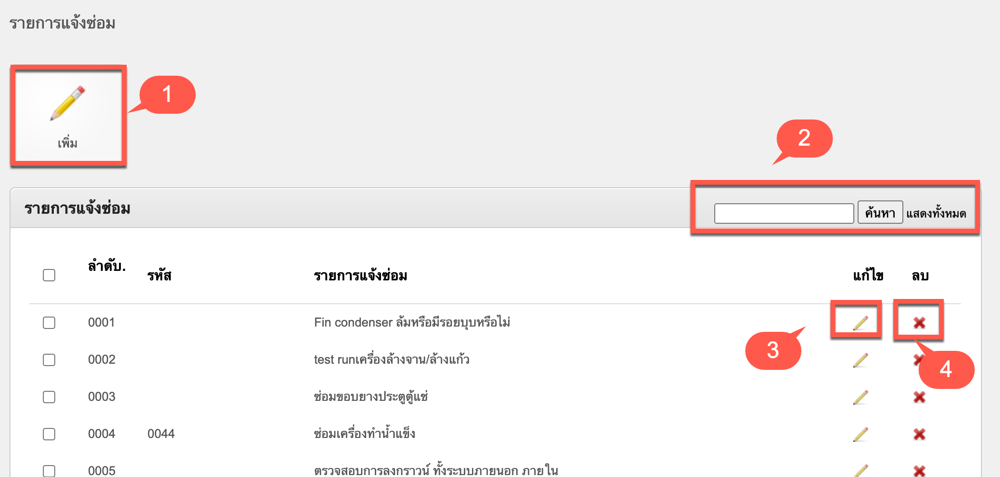 รายการแจ้งซ่อม
1
เพิ่ม
2
รายการแจ้งซ่อม
ค้นหา แสดงทั้งหมด
ลำดับ. รหัส รายการแจ้งซ่อม แก้ไข ลบ
0001 Fin condenser ล้มหรือมีรอยบุบหรือไม่
3
0002 test runเครื่องล้างจาน/ล้างแก้ว
4
0003 ซ่อมขอบยางประตูตู้แช่
0004 0044 ซ่อมเครื่องทำน้ำแข็ง
0005 ตรวจสอบการลงกราวน์ ทั้งระบบภายนอก ภายใน